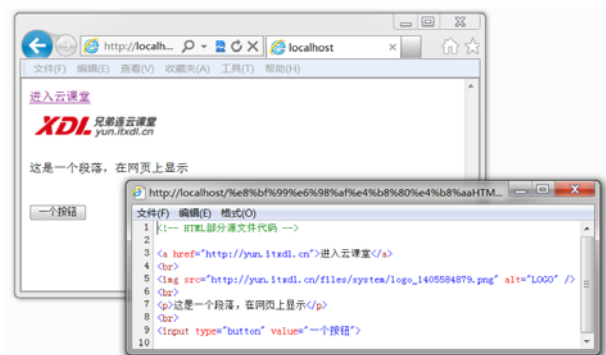 http://localh...
localhost
文件(F) 编辑(E) 查看(V) 收藏夹(A) 工具(T) 帮助(H)
进入云课堂
XDL 兄弟连云课堂
yun.itxdl.cn
这是一个段落，在网页上显示
一个按钮
http://localhost/%e8%bf%99%e6%98%af%e4%b8%80%e4%b8%aaHTM...
文件(F) 编辑(E) 格式(O)
1 <!-- HTML部分源文件代码 -->
2
3 <a href="http://yun.itxdl.cn">进入云课堂</a>
4 <br>
5 <img src="http://yun.itxdl.cn/files/system/logo_1405584879.png" alt="LOGO" />
6 <br>
7 <p>这是一个段落，在网页上显示</p>
8 <br>
9 <input type="button" value="一个按钮">
10